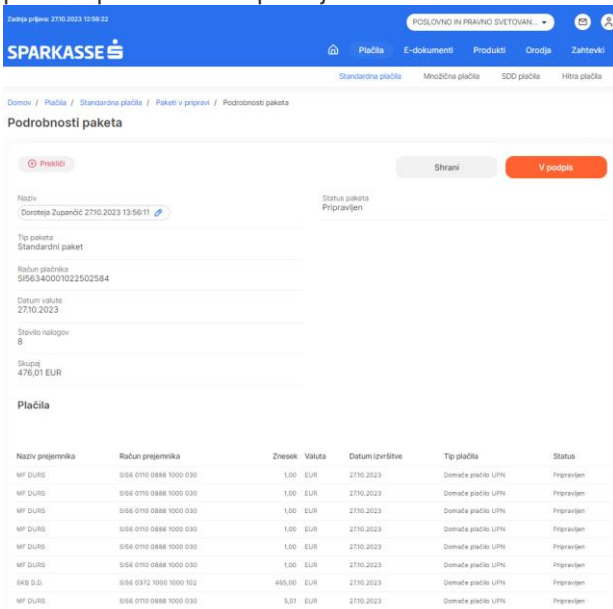 Zadnja prijava: 27.10.2023 12:56:22
POSLOVNO IN PRAVNO SVETOVAN...
SPARKASSE
Plačila E-dokumenti Produkti Orodja Zahtevki
Standardna plačila Množična plačila SDD plačila Hitra plačila
Domov / Plačila / Standardna plačila / Paketi v pripravi / Podrobnosti paketa
Podrobnosti paketa
Prekliči Shrani V podpis
Naziv
Doroteja Zupančić 27.10.2023 13:56:11
Status paketa
Pripravljen
Tip paketa
Standardni paket
Račun plačnika
SI56340001022502584
Datum valute
27.10.2023
Število nalogov
8
Skupaj
476,01 EUR
Plačila
Naziv prejemnika Račun prejemnika Znesek Valuta Datum izvršitve Tip plačila Status
MF DURS SI56 0110 0888 1000 030 1,00 EUR 27.10.2023 Domače plačilo UPN Pripravljen
MF DURS SI56 0110 0888 1000 030 1,00 EUR 27.10.2023 Domače plačilo UPN Pripravljen
MF DURS SI56 0110 0888 1000 030 1,00 EUR 27.10.2023 Domače plačilo UPN Pripravljen
MF DURS SI56 0110 0888 1000 030 1,00 EUR 27.10.2023 Domače plačilo UPN Pripravljen
MF DURS SI56 0110 0888 1000 030 1,00 EUR 27.10.2023 Domače plačilo UPN Pripravljen
MF DURS SI56 0110 0888 1000 030 1,00 EUR 27.10.2023 Domače plačilo UPN Pripravljen
SKB D.D. SI56 0372 1000 1000 102 465,00 EUR 27.10.2023 Domače plačilo UPN Pripravljen
MF DURS SI56 0110 0888 1000 030 5,01 EUR 27.10.2023 Domače plačilo UPN Pripravljen